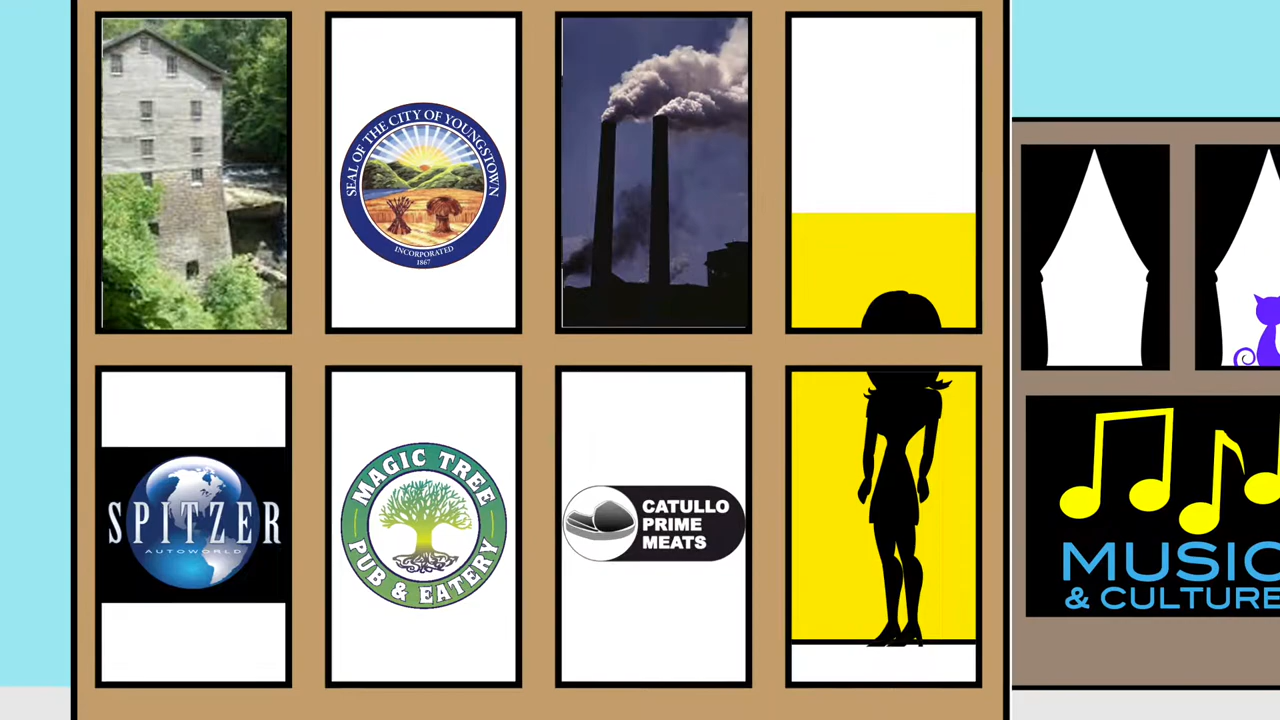 SEAL OF THE CITY OF YOUNGSTOWN
INCORPORATED
1867
SPITZER
AUTOWORLD
MAGIC TREE
PUB & EATERY
CATULLO
PRIME
MEATS
MUSIC
& CULTURE